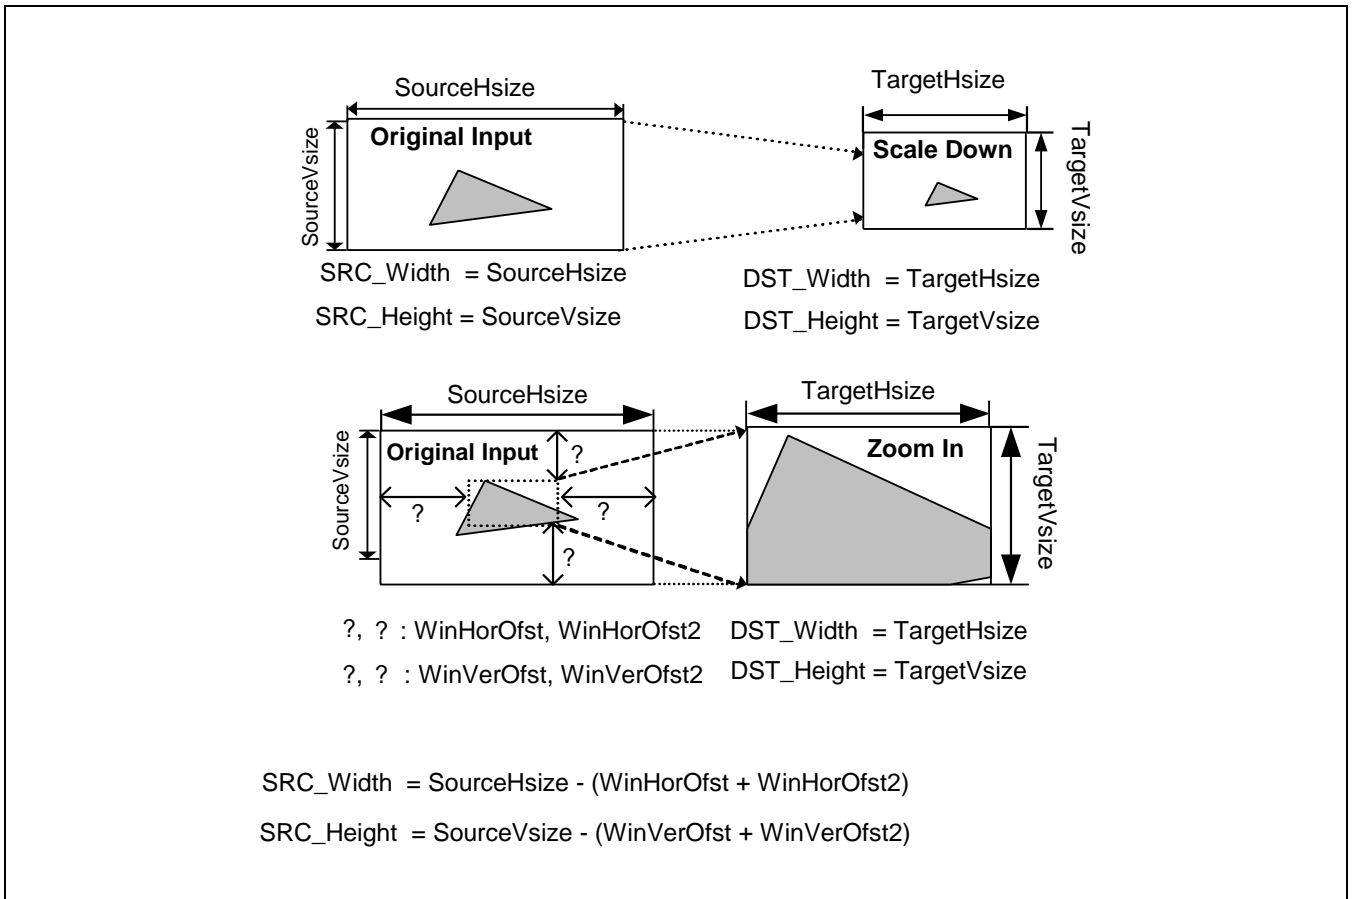 SourceHsize
TargetHsize
SourceVsize
Original Input
Scale Down
TargetVsize
SRC_Width = SourceHsize
SRC_Height = SourceVsize
DST_Width = TargetHsize
DST_Height = TargetVsize
SourceHsize
TargetHsize
SourceVsize
Original Input
?
?
?
?
Zoom In
TargetVsize
?, ? : WinHorOfst, WinHorOfst2
?, ? : WinVerOfst, WinVerOfst2
DST_Width = TargetHsize
DST_Height = TargetVsize
SRC_Width = SourceHsize - (WinHorOfst + WinHorOfst2)
SRC_Height = SourceVsize - (WinVerOfst + WinVerOfst2)